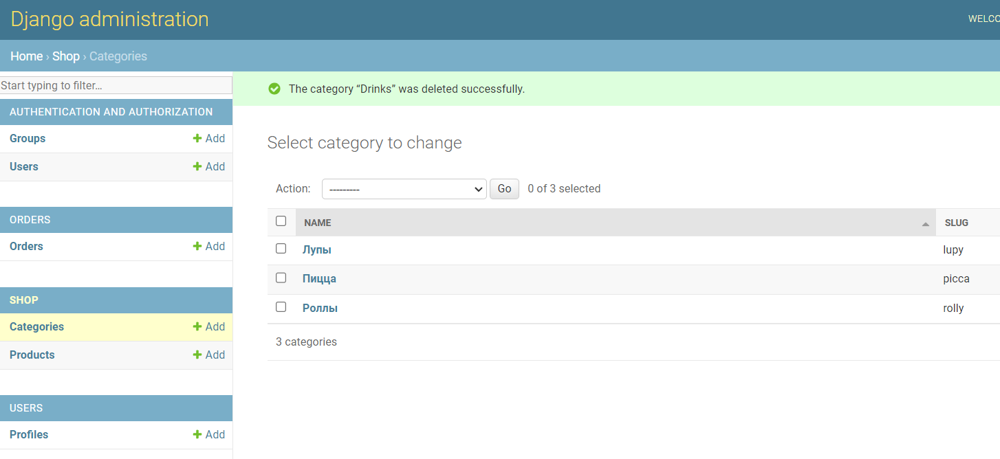 Django administration
WELCO
Home › Shop › Categories
Start typing to filter...
AUTHENTICATION AND AUTHORIZATION
Groups + Add
Users + Add
ORDERS
Orders + Add
SHOP
Categories + Add
Products + Add
USERS
Profiles + Add
The category “Drinks” was deleted successfully.
Select category to change
Action: --------- Go 0 of 3 selected
NAME SLUG
Лупы lupy
Пицца picca
Роллы rolly
3 categories